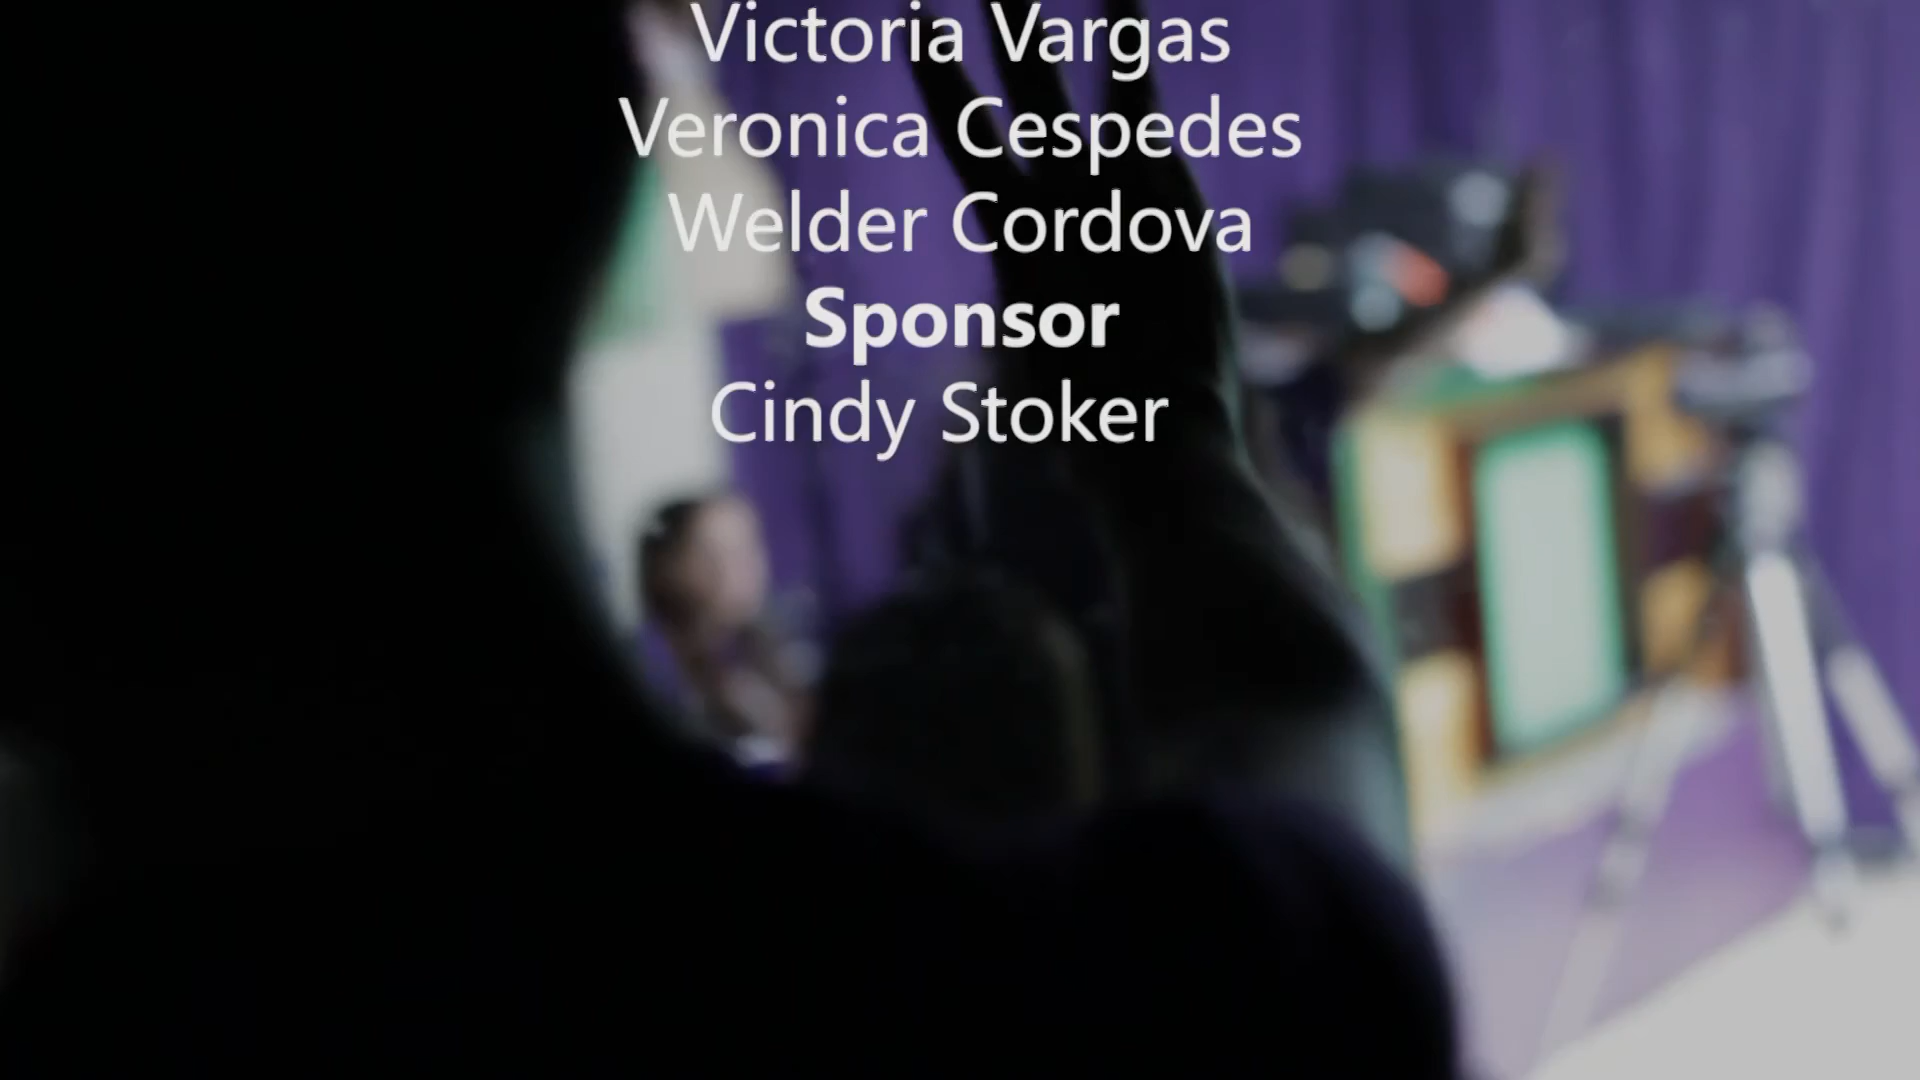 Victoria Vargas
Veronica Cespedes
Welder Cordova
Sponsor
Cindy Stoker